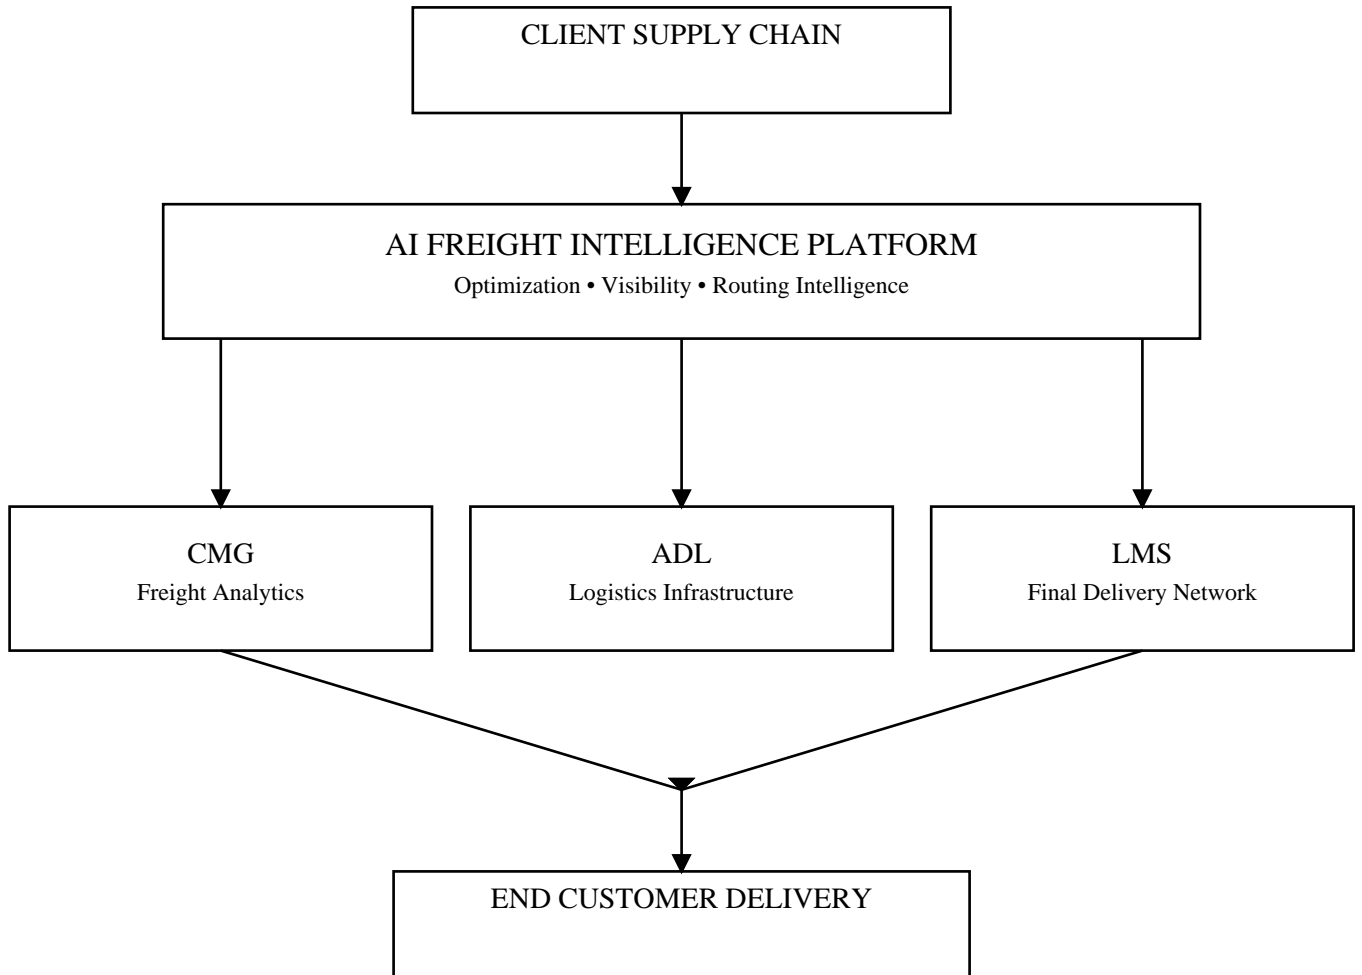 CLIENT SUPPLY CHAIN
AI FREIGHT INTELLIGENCE PLATFORM
Optimization • Visibility • Routing Intelligence
CMG
Freight Analytics
ADL
Logistics Infrastructure
LMS
Final Delivery Network
END CUSTOMER DELIVERY